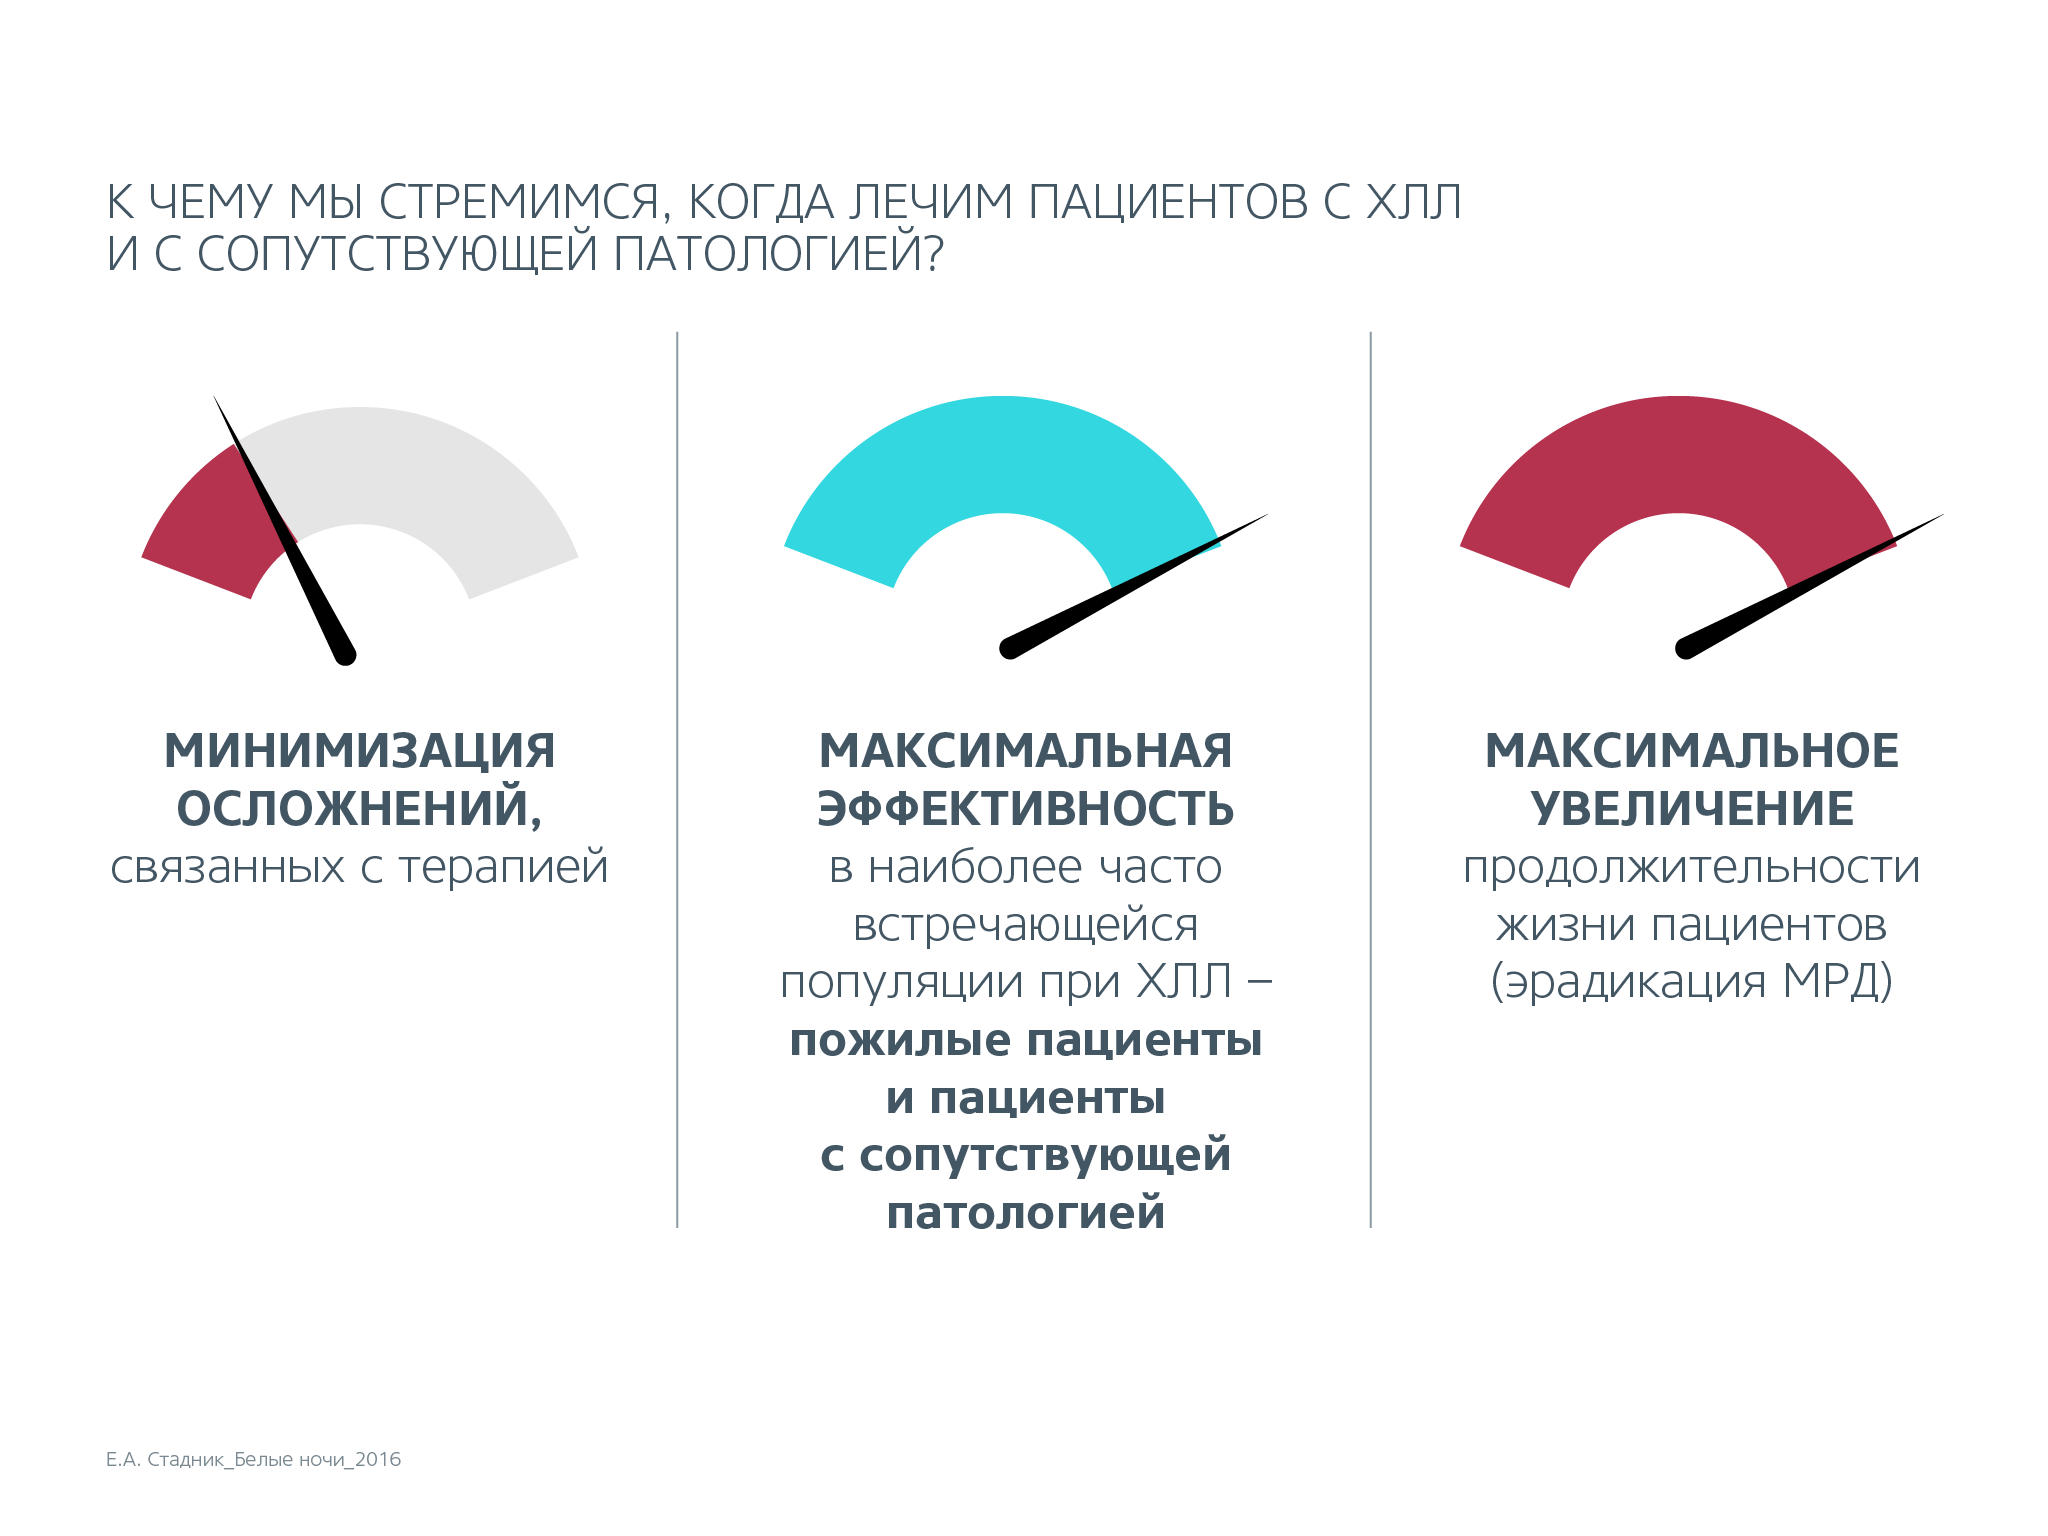 К ЧЕМУ МЫ СТРЕМИМСЯ, КОГДА ЛЕЧИМ ПАЦИЕНТОВ С ХЛЛ
И С СОПУТСТВУЮЩЕЙ ПАТОЛОГИЕЙ?
МИНИМИЗАЦИЯ
ОСЛОЖНЕНИЙ,
связанных с терапией
МАКСИМАЛЬНАЯ
ЭФФЕКТИВНОСТЬ
в наиболее часто
встречающейся
популяции при ХЛЛ –
пожилые пациенты
и пациенты
с сопутствующей
патологией
МАКСИМАЛЬНОЕ
УВЕЛИЧЕНИЕ
продолжительности
жизни пациентов
(эрадикация МРД)
Е.А. Стадник_Белые ночи_2016